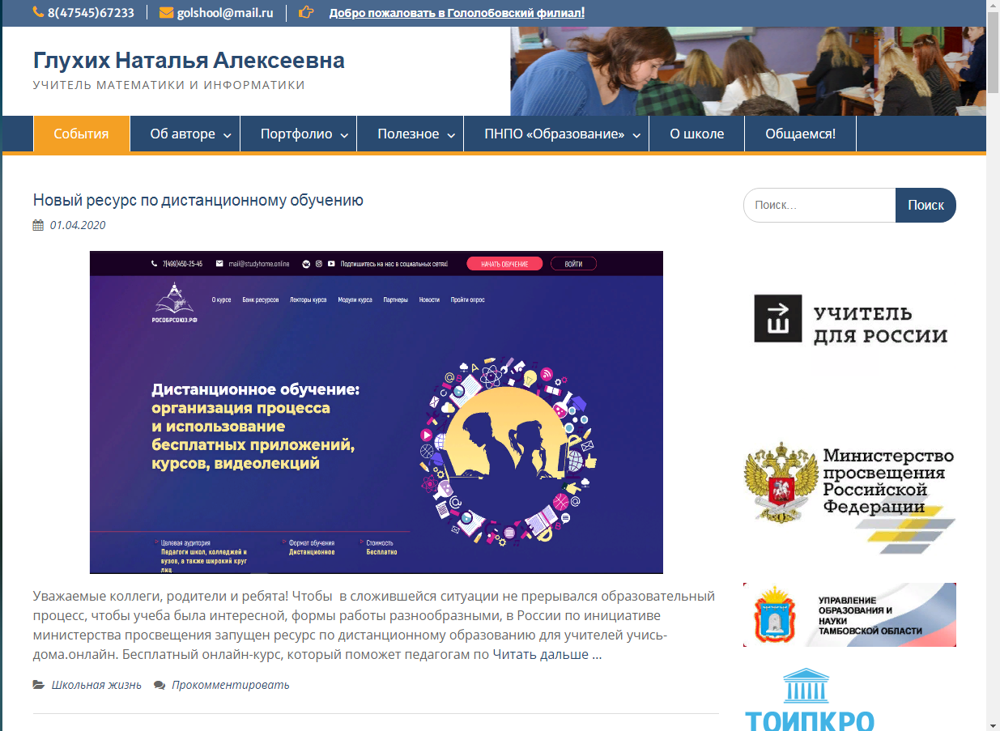 8(47545)67233
golshool@mail.ru
Добро пожаловать в Гололобовский филиал!
Глухих Наталья Алексеевна
УЧИТЕЛЬ МАТЕМАТИКИ И ИНФОРМАТИКИ
События
Об авторе
Портфолио
Полезное
ПНПО «Образование»
О школе
Общаемся!
Новый ресурс по дистанционному обучению
01.04.2020
7(499)450-25-45
mail@studyhome.online
Подпишитесь на нас в социальных сетях!
НАЧАТЬ ОБУЧЕНИЕ
ВОЙТИ
РОСОБРСОЮЗ.РФ
О курсе
Банк ресурсов
Лекторы курса
Модули курса
Партнеры
Новости
Пройти опрос
Дистанционное обучение:
организация процесса
и использование
бесплатных приложений,
курсов, видеолекций
Целевая аудитория
Педагоги школ, колледжей и
вузов, а также широкий круг
лиц
Формат обучения
Дистанционное
Стоимость
Бесплатно
Уважаемые коллеги, родители и ребята! Чтобы  в сложившейся ситуации не прерывался образовательный
процесс, чтобы учеба была интересной, формы работы разнообразными, в России по инициативе
министерства просвещения запущен ресурс по дистанционному образованию для учителей учись-
дома.онлайн. Бесплатный онлайн-курс, который поможет педагогам по Читать дальше ...
Школьная жизнь
Прокомментировать
Поиск...
Поиск
УЧИТЕЛЬ
ДЛЯ РОССИИ
Министерство
просвещения
Российской
Федерации
УПРАВЛЕНИЕ
ОБРАЗОВАНИЯ И
НАУКИ
ТАМБОВСКОЙ ОБЛАСТИ
ТОИПКРО